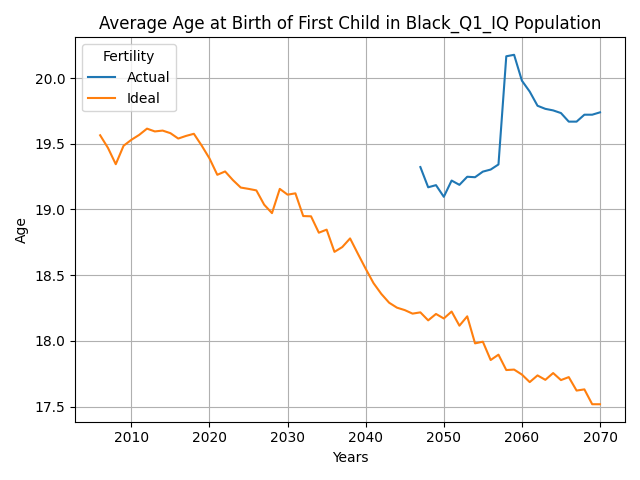 Average Age at Birth of First Child in Black_Q1_IQ Population
Fertility
Actual
Ideal
Age
20.0
19.5
19.0
18.5
18.0
17.5
2010 2020 2030 2040 2050 2060 2070
Years